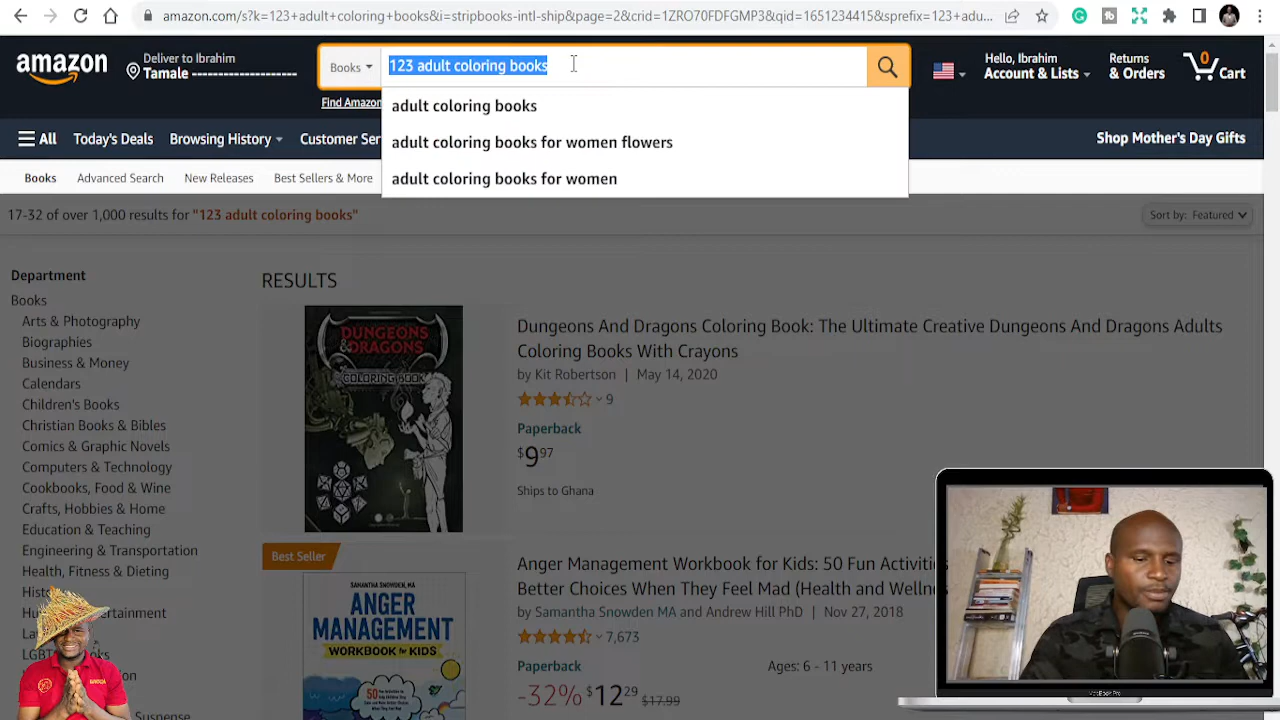 amazon.com/s?k=123+adult+coloring+books&i=stripbooks-intl-ship&page=2&crid=1ZRO70FDFGMP3&qid=1651234415&sprefix=123+adu...
amazon
Deliver to Ibrahim
Tamale
Books
123 adult coloring books
Hello, Ibrahim
Account & Lists
Returns
& Orders
0
Cart
Find Amazon
adult coloring books
adult coloring books for women flowers
adult coloring books for women
All
Today's Deals
Browsing History
Customer Ser
Shop Mother's Day Gifts
Books
Advanced Search
New Releases
Best Sellers & More
17-32 of over 1,000 results for "123 adult coloring books"
Sort by: Featured
Department
Books
Arts & Photography
Biographies
Business & Money
Calendars
Children's Books
Christian Books & Bibles
Comics & Graphic Novels
Computers & Technology
Cookbooks, Food & Wine
Crafts, Hobbies & Home
Education & Teaching
Engineering & Transportation
Health, Fitness & Dieting
RESULTS
DUNGEONS
& DRAGONS
COLORING BOOK
Dungeons And Dragons Coloring Book: The Ultimate Creative Dungeons And Dragons Adults
Coloring Books With Crayons
by Kit Robertson | May 14, 2020
9
Paperback
$9.97
Ships to Ghana
Best Seller
SAMANTHA SNOWDEN, MA
ANGER
MANAGEMENT
WORKBOOK for KIDS
Anger Management Workbook for Kids: 50 Fun Activiti
Better Choices When They Feel Mad (Health and Welln
by Samantha Snowden MA and Andrew Hill PhD | Nov 27, 2018
7,673
Paperback
Ages: 6 - 11 years
-32% $12.29 $17.99
MacBook Pro